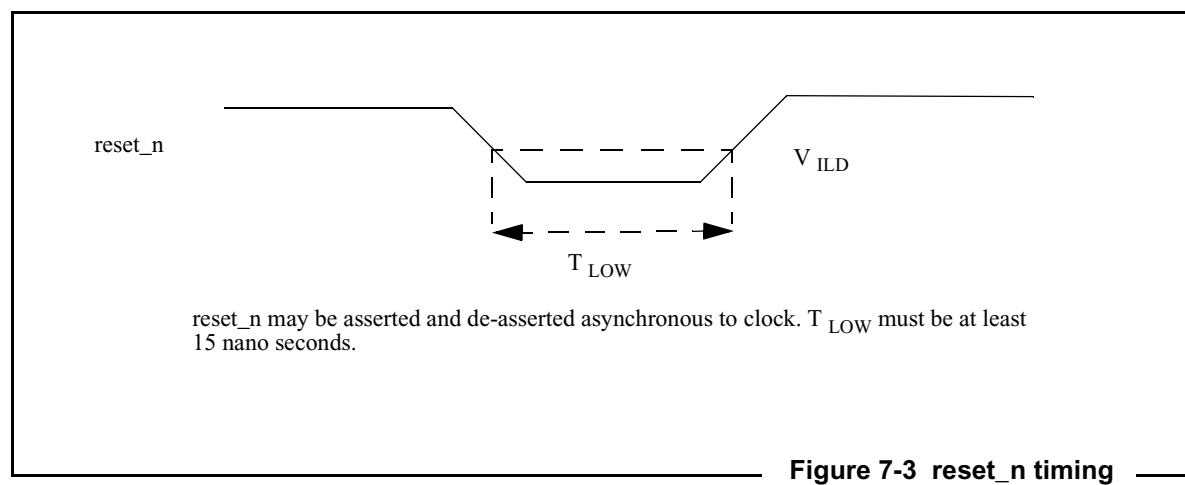 reset_n
V ILD
T LOW
reset_n may be asserted and de-asserted asynchronous to clock. T LOW must be at least
15 nano seconds.
Figure 7-3 reset_n timing